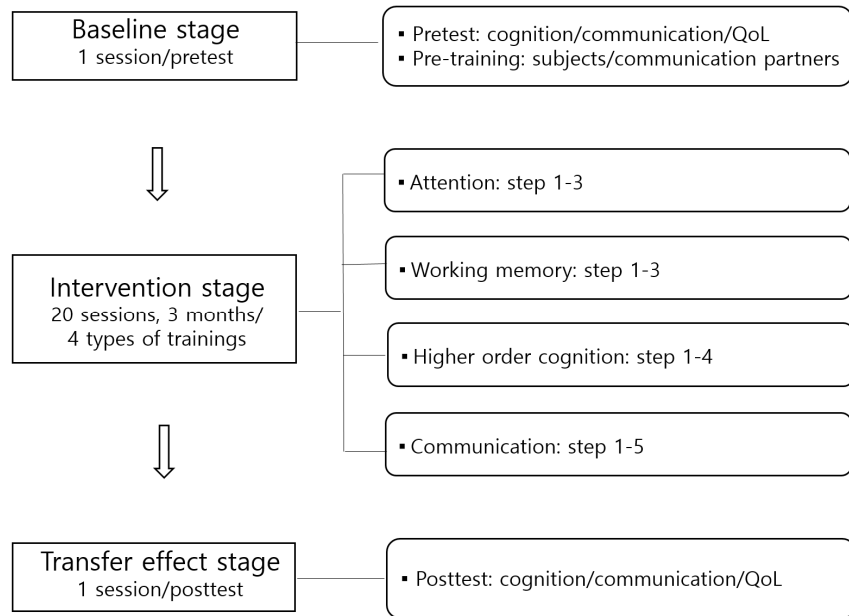 Baseline stage
1 session/pretest
▪ Pretest: cognition/communication/QoL
▪ Pre-training: subjects/communication partners
▪ Attention: step 1-3
▪ Working memory: step 1-3
Intervention stage
20 sessions, 3 months/
4 types of trainings
▪ Higher order cognition: step 1-4
▪ Communication: step 1-5
Transfer effect stage
1 session/posttest
▪ Posttest: cognition/communication/QoL